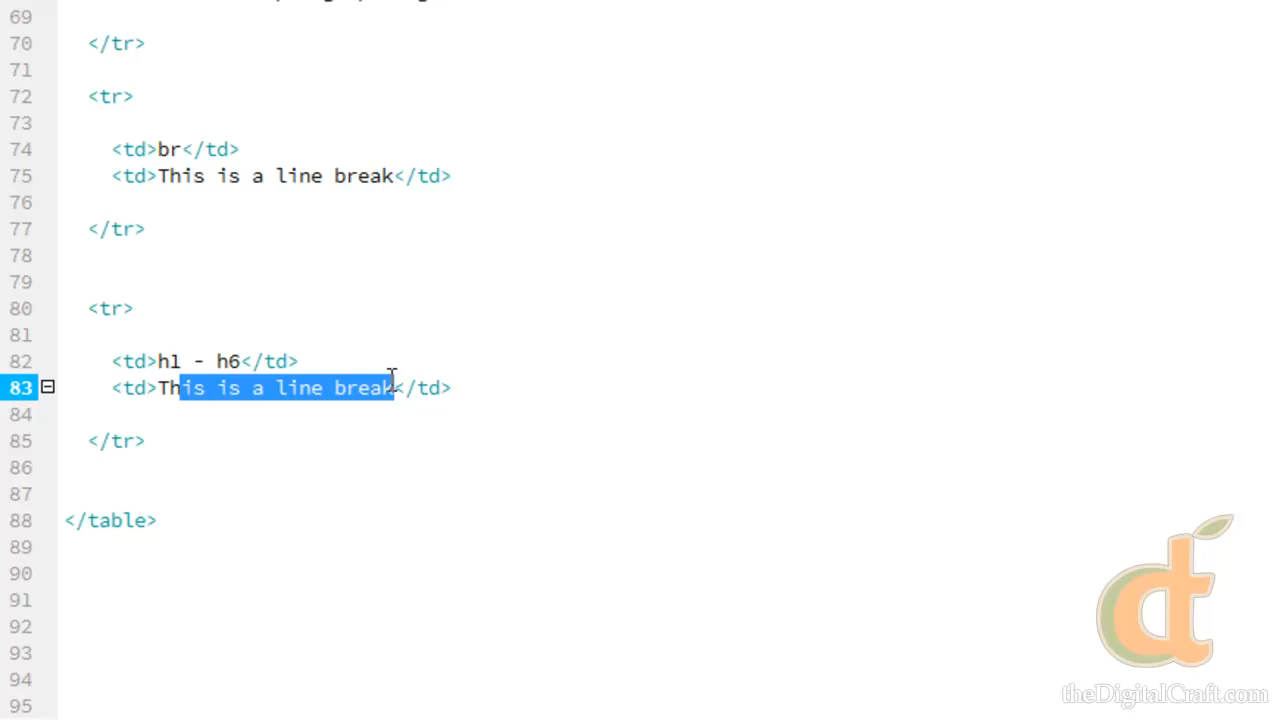 69
70 </tr>
71
72 <tr>
73
74 <td>br</td>
75 <td>This is a line break</td>
76
77 </tr>
78
79
80 <tr>
81
82 <td>h1 - h6</td>
83 <td>This is a line break</td>
84
85 </tr>
86
87
88 </table>
89
90
91
92
93
94
95
dt
theDigitalCraft.com